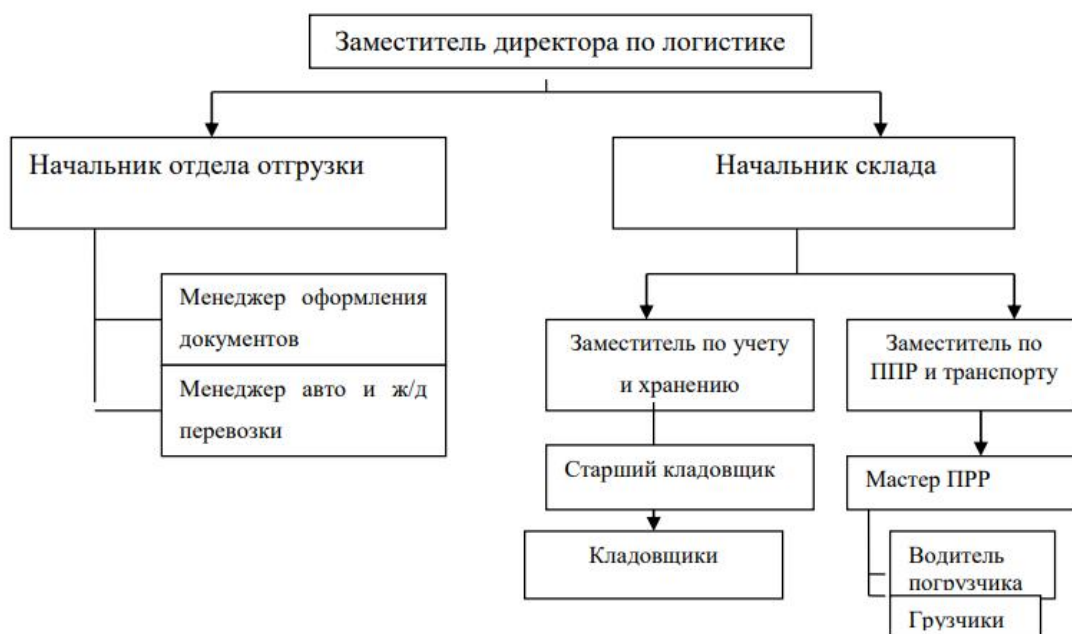 Заместитель директора по логистике
Начальник отдела отгрузки
Начальник склада
Менеджер оформления
документов
Менеджер авто и ж/д
перевозки
Заместитель по учету
и хранению
Заместитель по
ППР и транспорту
Старший кладовщик
Мастер ПРР
Кладовщики
Водитель
погрузчика
Грузчики